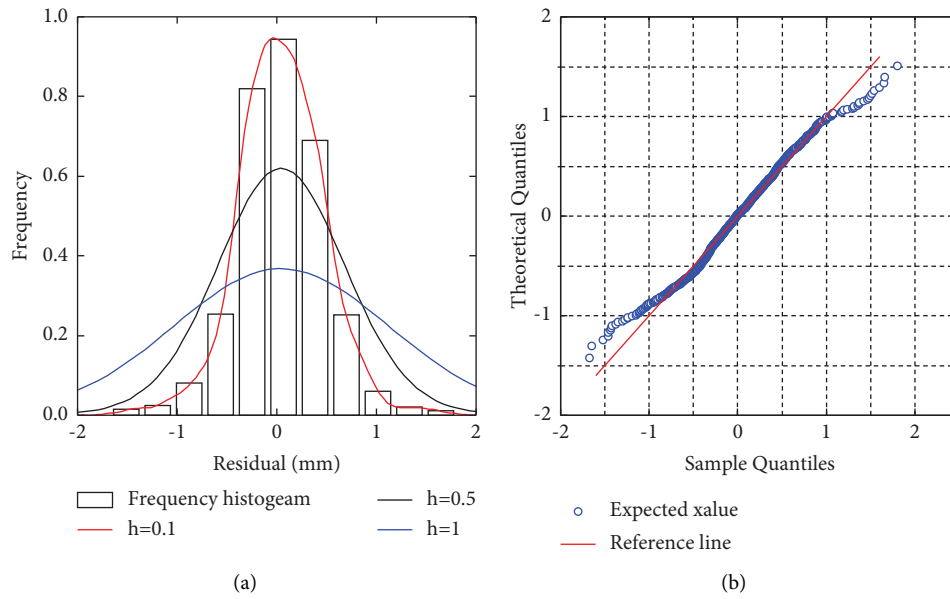 1.0
0.8
0.6
0.4
0.2
0.0
Frequency
-2
-1
0
1
2
Residual (mm)
Frequency histogeam
h=0.1
h=0.5
h=1
(a)
2
1
0
-1
-2
Theoretical Quantiles
-2
-1
0
1
2
Sample Quantiles
Expected xalue
Reference line
(b)